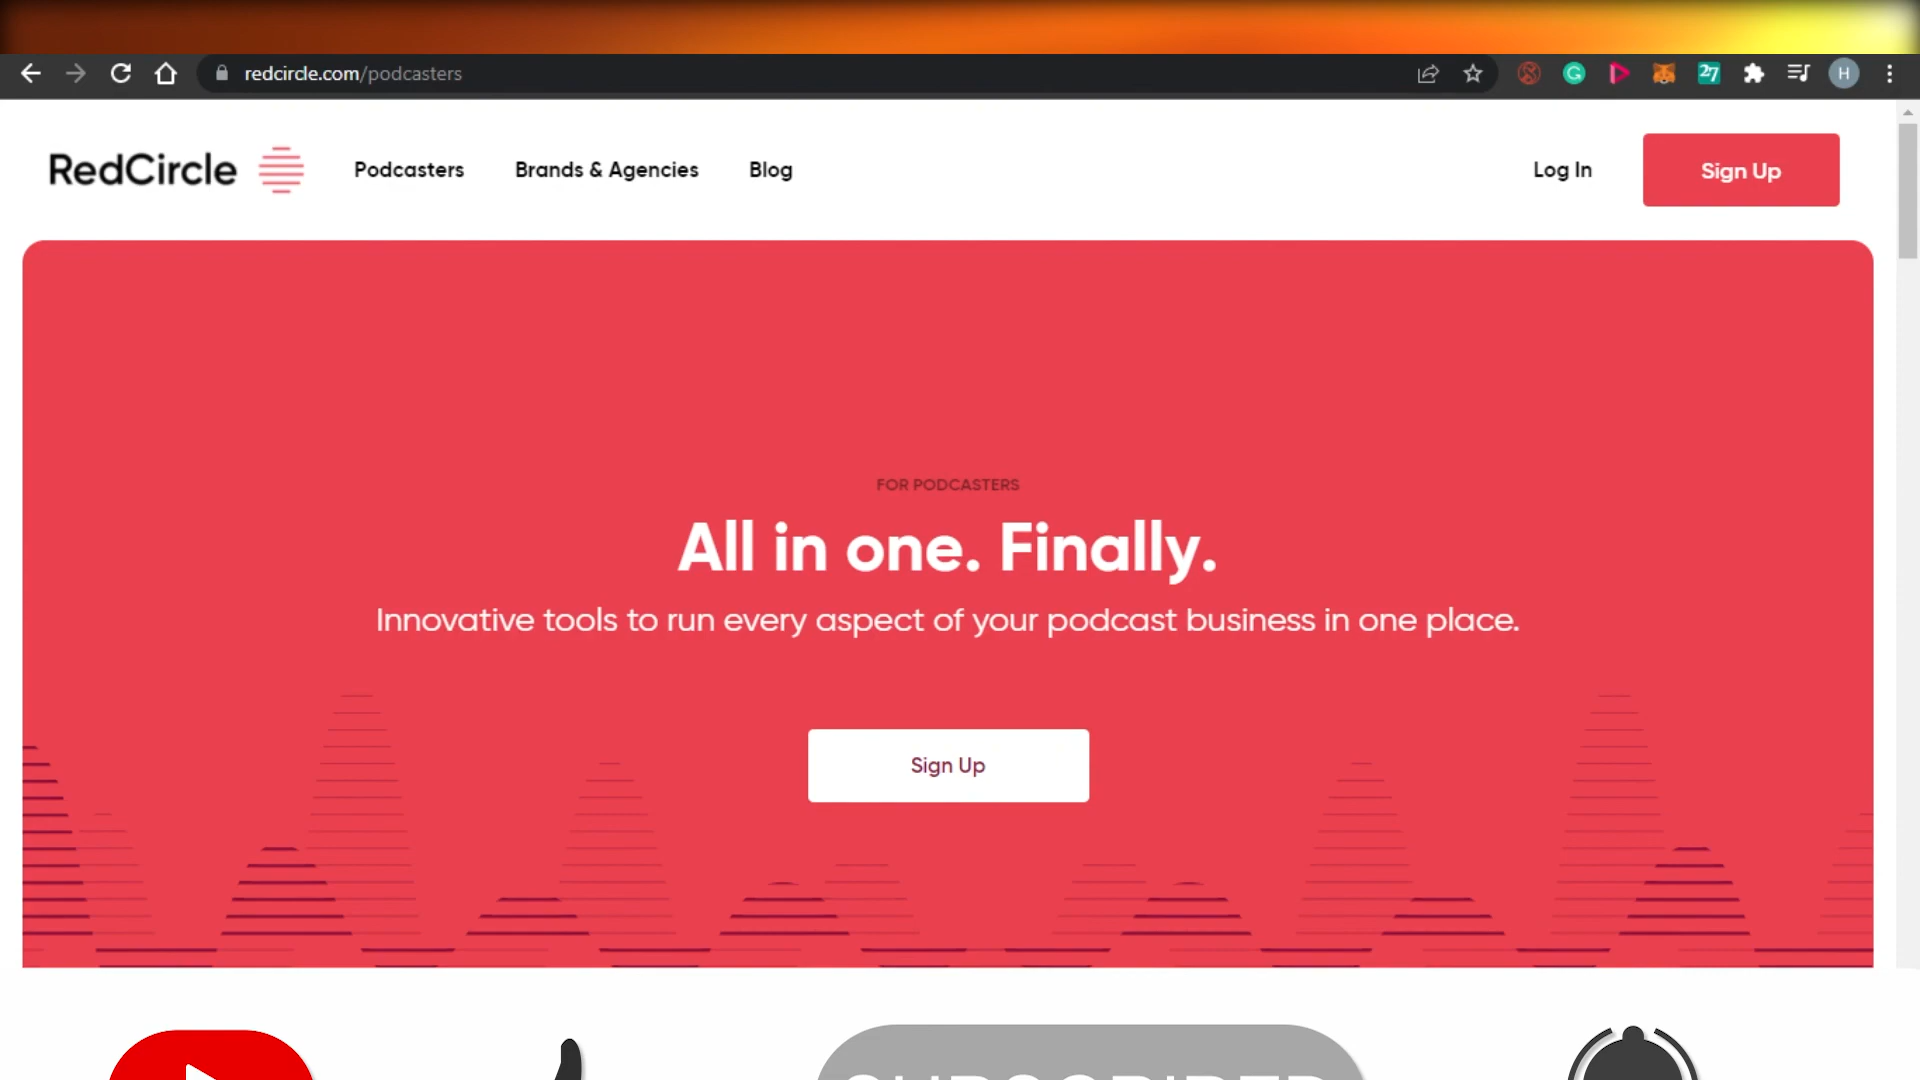 redcircle.com/podcasters
27
H
RedCircle
Podcasters
Brands & Agencies
Blog
Log In
Sign Up
FOR PODCASTERS
All in one. Finally.
Innovative tools to run every aspect of your podcast business in one place.
Sign Up